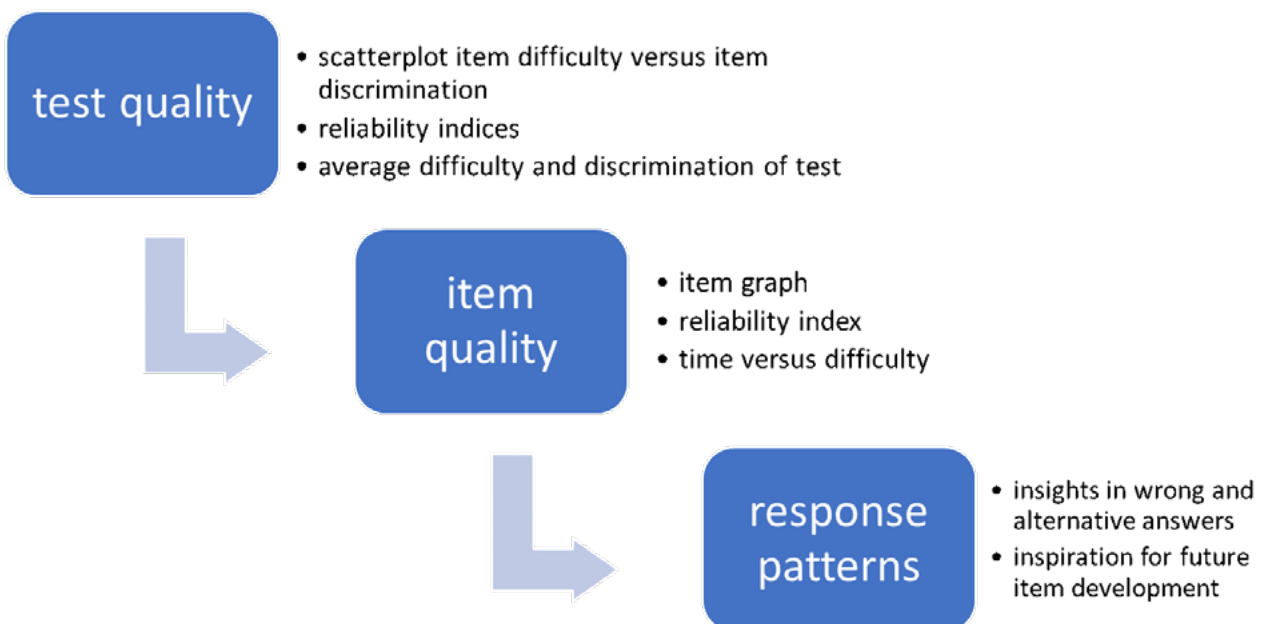 test quality
• scatterplot item difficulty versus item
discrimination
• reliability indices
• average difficulty and discrimination of test
item
quality
• item graph
• reliability index
• time versus difficulty
response
patterns
• insights in wrong and
alternative answers
• inspiration for future
item development